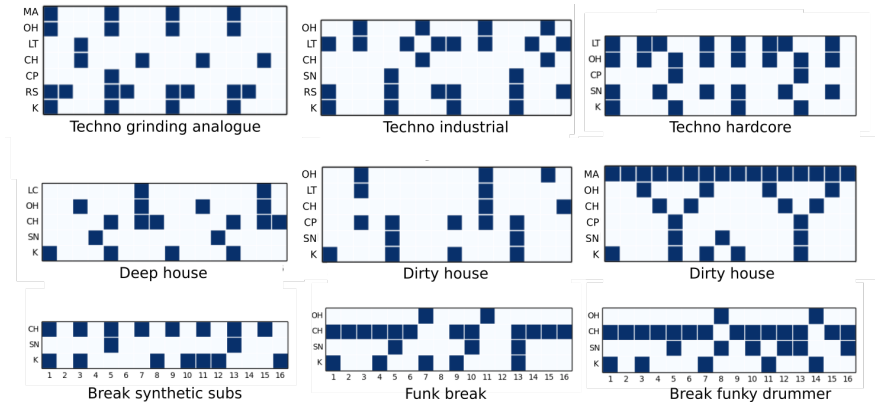 MA
OH
LT
CH
CP
RS
K
Techno grinding analogue
OH
LT
CH
SN
RS
K
Techno industrial
LT
OH
CP
SN
K
Techno hardcore
LC
OH
CH
SN
K
Deep house
OH
LT
CH
CP
SN
K
Dirty house
MA
OH
CH
CP
SN
K
Dirty house
CH
SN
K
1 2 3 4 5 6 7 8 9 10 11 12 13 14 15 16
Break synthetic subs
OH
CH
SN
K
1 2 3 4 5 6 7 8 9 10 11 12 13 14 15 16
Funk break
OH
CH
SN
K
1 2 3 4 5 6 7 8 9 10 11 12 13 14 15 16
Break funky drummer